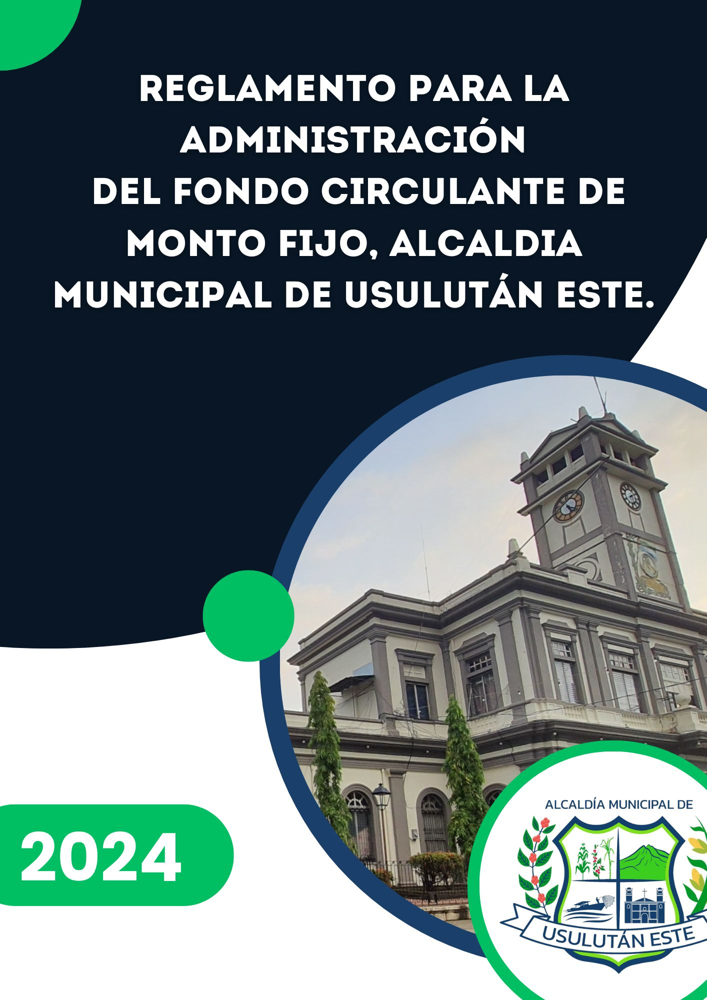 REGLAMENTO PARA LA
ADMINISTRACIÓN
DEL FONDO CIRCULANTE DE
MONTO FIJO, ALCALDIA
MUNICIPAL DE USULUTÁN ESTE.
2024
ALCALDÍA MUNICIPAL DE
USULUTÁN ESTE